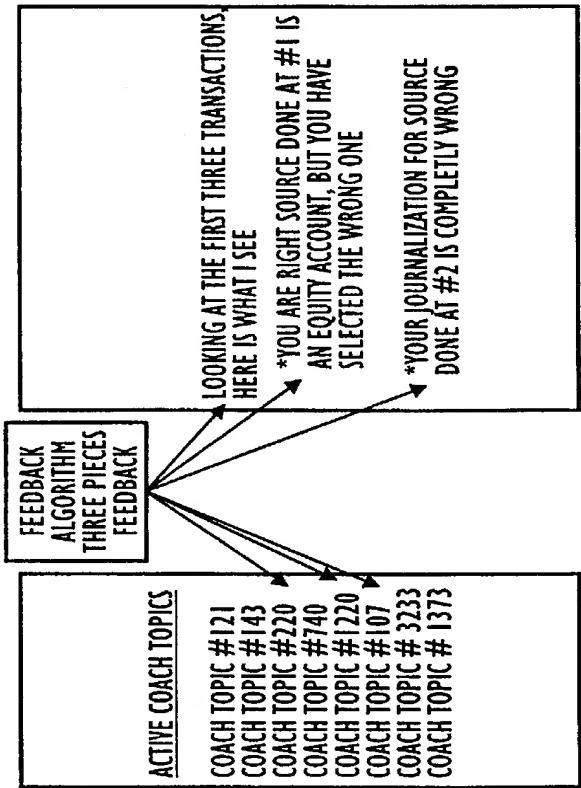 FEEDBACK
ALGORITHM
THREE PIECES
FEEDBACK
ACTIVE COACH TOPICS
COACH TOPIC #121
COACH TOPIC #143
COACH TOPIC #220
COACH TOPIC #740
COACH TOPIC #1220
COACH TOPIC #107
COACH TOPIC # 3233
COACH TOPIC # 1373
LOOKING AT THE FIRST THREE TRANSACTIONS,
HERE IS WHAT I SEE
*YOU ARE RIGHT SOURCE DONE AT #1 IS
AN EQUITY ACCOUNT, BUT YOU HAVE
SELECTED THE WRONG ONE
*YOUR JOURNALIZATION FOR SOURCE
DONE AT #2 IS COMPLETLY WRONG